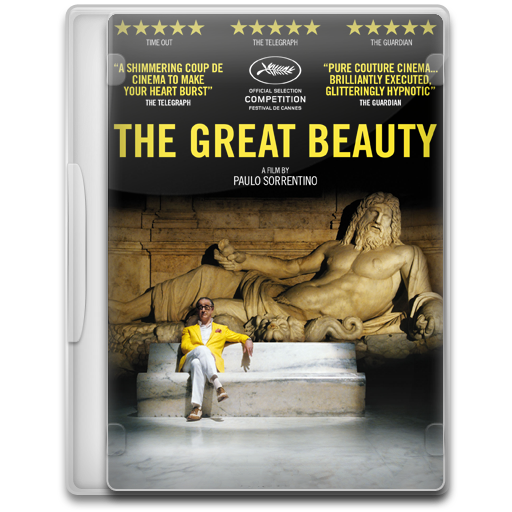 ★★★★★ ★★★★★ ★★★★★
TIME OUT THE TELEGRAPH THE GUARDIAN
"A SHIMMERING COUP DE
CINEMA TO MAKE
YOUR HEART BURST"
THE TELEGRAPH
OFFICIAL SELECTION
COMPETITION
FESTIVAL DE CANNES
"PURE COUTURE CINEMA...
BRILLIANTLY EXECUTED,
GLITTERINGLY HYPNOTIC"
THE GUARDIAN
THE GREAT BEAUTY
A FILM BY
PAULO SORRENTINO